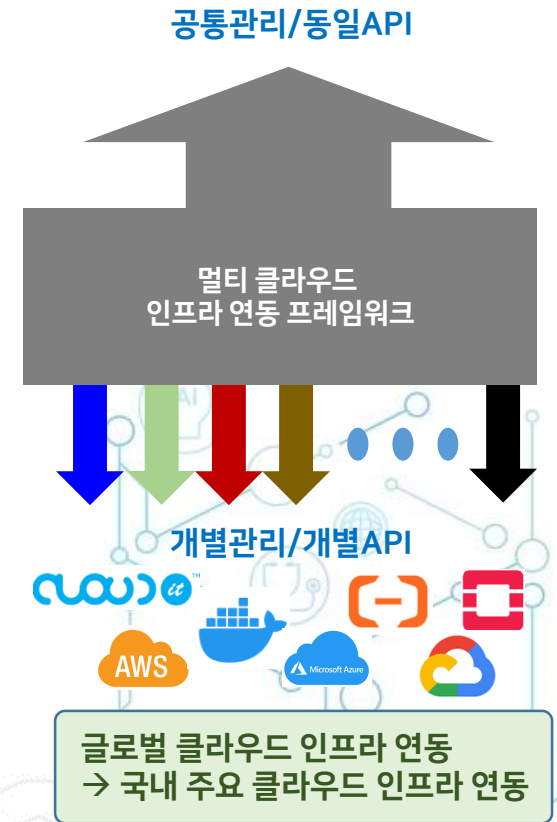 공통관리/동일API
멀티 클라우드
인프라 연동 프레임워크
AI
개별관리/개별API
cloudit™
AWS
Microsoft Azure
글로벌 클라우드 인프라 연동
→ 국내 주요 클라우드 인프라 연동